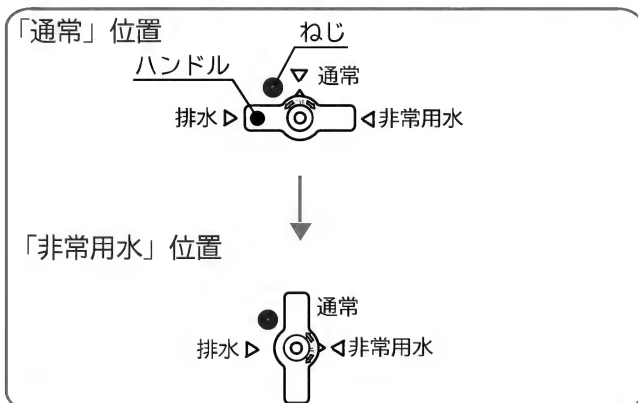 「通常」位置
ねじ
ハンドル
▽ 通常
排水 ▷
◁非常用水
「非常用水」位置
通常
排水 ▷
◁非常用水